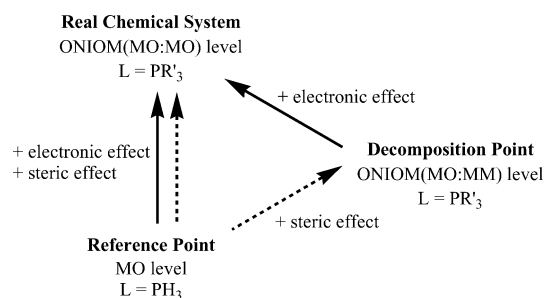 Real Chemical System
ONIOM(MO:MO) level
L = PR'3
+ electronic effect
+ electronic effect
+ steric effect
Decomposition Point
ONIOM(MO:MM) level
L = PR'3
+ steric effect
Reference Point
MO level
L = PH3